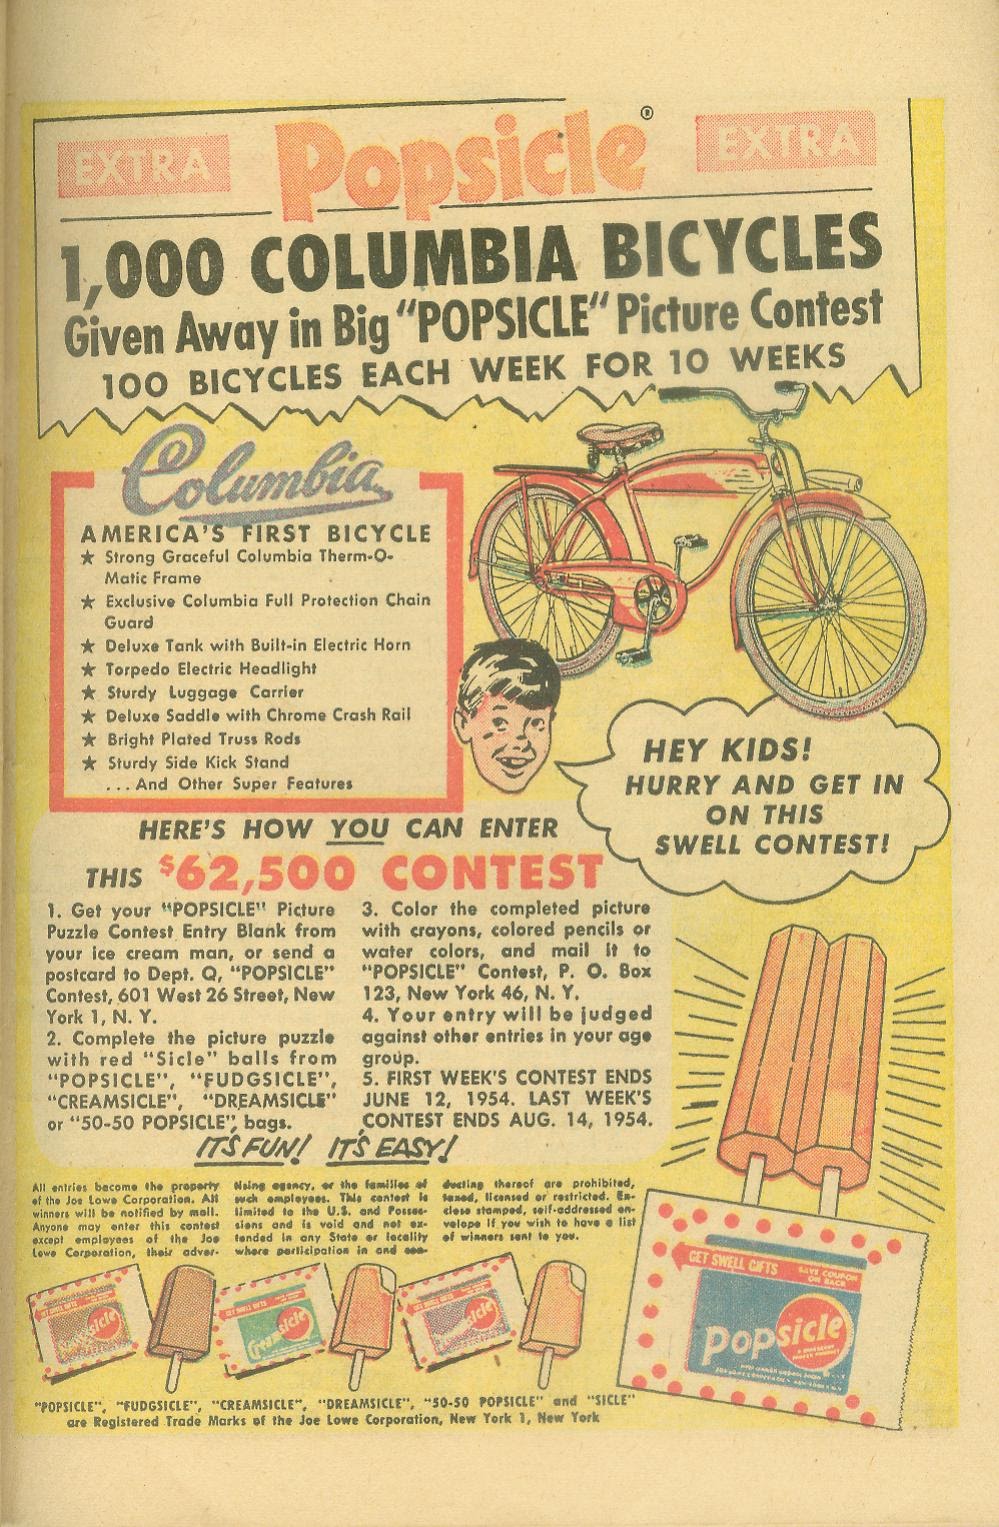 EXTRA Popsicle® EXTRA
1,000 COLUMBIA BICYCLES
Given Away in Big "POPSICLE" Picture Contest
100 BICYCLES EACH WEEK FOR 10 WEEKS
Columbia
AMERICA'S FIRST BICYCLE
★ Strong Graceful Columbia Therm-O-
Matic Frame
★ Exclusive Columbia Full Protection Chain
Guard
★ Deluxe Tank with Built-in Electric Horn
★ Torpedo Electric Headlight
★ Sturdy Luggage Carrier
★ Deluxe Saddle with Chrome Crash Rail
★ Bright Plated Truss Rods
★ Sturdy Side Kick Stand
...And Other Super Features
HEY KIDS!
HURRY AND GET IN
ON THIS
SWELL CONTEST!
HERE'S HOW YOU CAN ENTER
THIS $62,500 CONTEST
1. Get your "POPSICLE" Picture
Puzzle Contest Entry Blank from
your ice cream man, or send a
postcard to Dept. Q, "POPSICLE"
Contest, 601 West 26 Street, New
York 1, N. Y.
2. Complete the picture puzzle
with red "Sicle" balls from
"POPSICLE", "FUDGSICLE",
"CREAMSICLE", "DREAMSICLE"
or "50-50 POPSICLE", bags.
3. Color the completed picture
with crayons, colored pencils or
water colors, and mail it to
"POPSICLE" Contest, P. O. Box
123, New York 46, N. Y.
4. Your entry will be judged
against other entries in your age
group.
5. FIRST WEEK'S CONTEST ENDS
JUNE 12, 1954. LAST WEEK'S
CONTEST ENDS AUG. 14, 1954.
IT'S FUN! IT'S EASY!
All entries become the property
of the Joe Lowe Corporation. All
winners will be notified by mail.
Anyone may enter this contest
except employees of the Joe
Lowe Corporation, their adver-
tising agency, or the families of
such employees. This contest is
limited to the U.S. and Posses-
sions and is void and not ex-
tended in any State or locality
where participation in and con-
ducting thereof are prohibited,
taxed, licensed or restricted. En-
close stamped, self-addressed en-
velope if you wish to have a list
of winners sent to you.
GET SWELL GIFTS
SAVE COUPON
ON BACK
Popsicle
GET SWELL GIFTS
sicle
GET SWELL GIFTS
Creamsicle
GET SWELL GIFTS
sicle
"POPSICLE", "FUDGSICLE", "CREAMSICLE", "DREAMSICLE", "50-50 POPSICLE" and "SICLE"
are Registered Trade Marks of the Joe Lowe Corporation, New York 1, New York